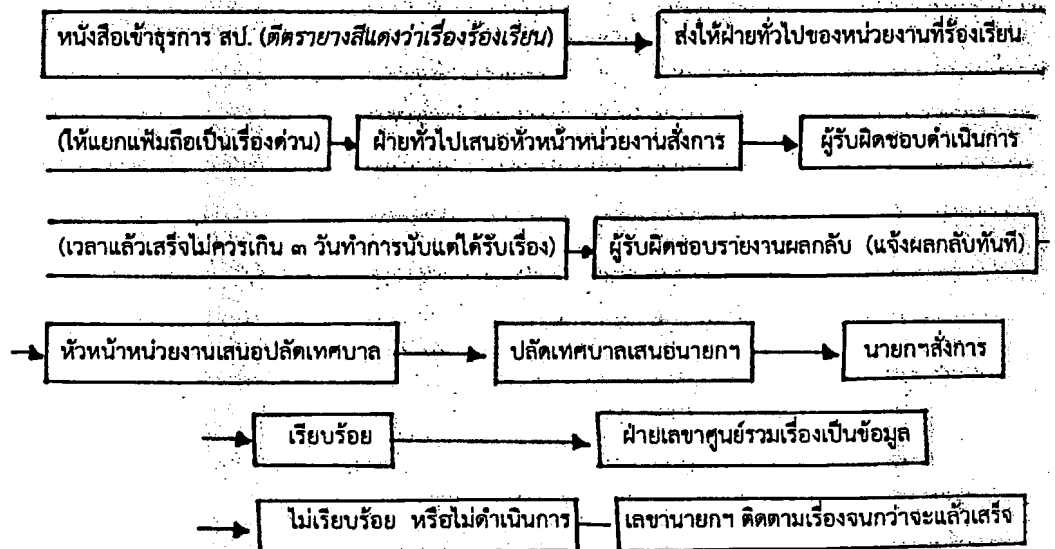 หนังสือเข้าธุรการ สป. (ตีตรายางสีแดงว่าเรื่องร้องเรียน) ส่งให้ฝ่ายทั่วไปของหน่วยงานที่ร้องเรียน
(ให้แยกแฟ้มถือเป็นเรื่องด่วน) ฝ่ายทั่วไปเสนอหัวหน้าหน่วยงานสั่งการ ผู้รับผิดชอบดำเนินการ
(เวลาแล้วเสร็จไม่ควรเกิน ๓ วันทำการนับแต่ได้รับเรื่อง) ผู้รับผิดชอบรายงานผลกลับ (แจ้งผลกลับทันที)
หัวหน้าหน่วยงานเสนอปลัดเทศบาล ปลัดเทศบาลเสนอนายกฯ นายกฯสั่งการ
เรียบร้อย ฝ่ายเลขาศูนย์รวมเรื่องเป็นข้อมูล
ไม่เรียบร้อย หรือไม่ดำเนินการ เลขานายกฯ ติดตามเรื่องจนกว่าจะแล้วเสร็จ